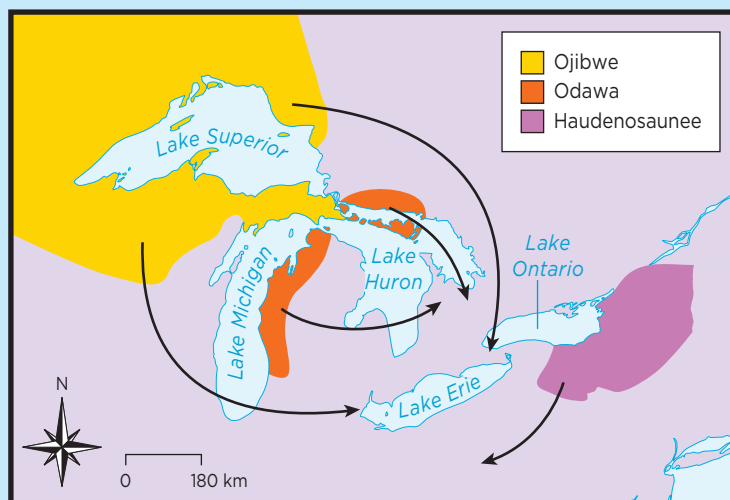 Ojibwe
Odawa
Haudenosaunee
Lake Superior
Lake
Huron
Lake
Ontario
Lake Michigan
Lake Erie
N
0 180 km